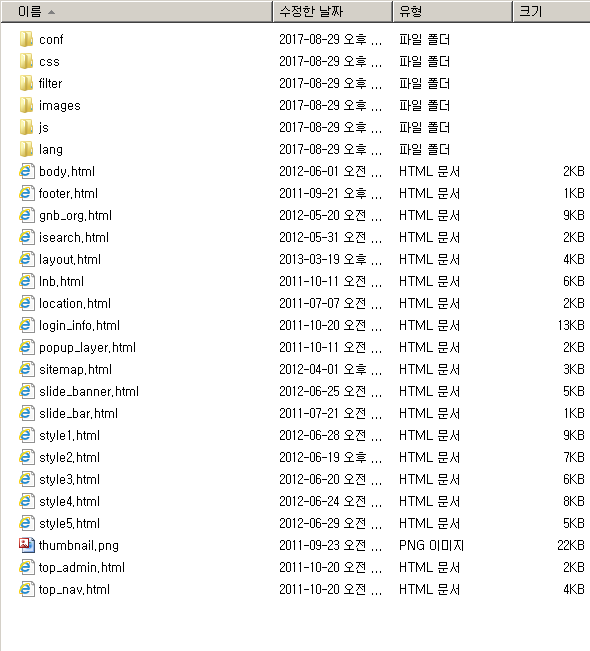 이름 수정한 날짜 유형 크기
conf 2017-08-29 오후 ... 파일 폴더
css 2017-08-29 오후 ... 파일 폴더
filter 2017-08-29 오후 ... 파일 폴더
images 2017-08-29 오후 ... 파일 폴더
js 2017-08-29 오후 ... 파일 폴더
lang 2017-08-29 오후 ... 파일 폴더
body.html 2012-06-01 오전 ... HTML 문서 2KB
footer.html 2011-09-21 오후 ... HTML 문서 1KB
gnb_org.html 2012-05-20 오전 ... HTML 문서 9KB
isearch.html 2012-05-31 오전 ... HTML 문서 2KB
layout.html 2013-03-19 오후 ... HTML 문서 4KB
lnb.html 2011-10-11 오전 ... HTML 문서 6KB
location.html 2011-07-07 오전 ... HTML 문서 2KB
login_info.html 2011-10-20 오전 ... HTML 문서 13KB
popup_layer.html 2011-10-11 오전 ... HTML 문서 2KB
sitemap.html 2012-04-01 오후 ... HTML 문서 3KB
slide_banner.html 2012-06-25 오전 ... HTML 문서 5KB
slide_bar.html 2011-07-21 오전 ... HTML 문서 1KB
style1.html 2012-06-28 오전 ... HTML 문서 9KB
style2.html 2012-06-19 오후 ... HTML 문서 7KB
style3.html 2012-06-20 오전 ... HTML 문서 6KB
style4.html 2012-06-24 오전 ... HTML 문서 8KB
style5.html 2012-06-29 오전 ... HTML 문서 5KB
thumbnail.png 2011-09-23 오전 ... PNG 이미지 22KB
top_admin.html 2011-10-20 오전 ... HTML 문서 2KB
top_nav.html 2011-10-20 오전 ... HTML 문서 4KB